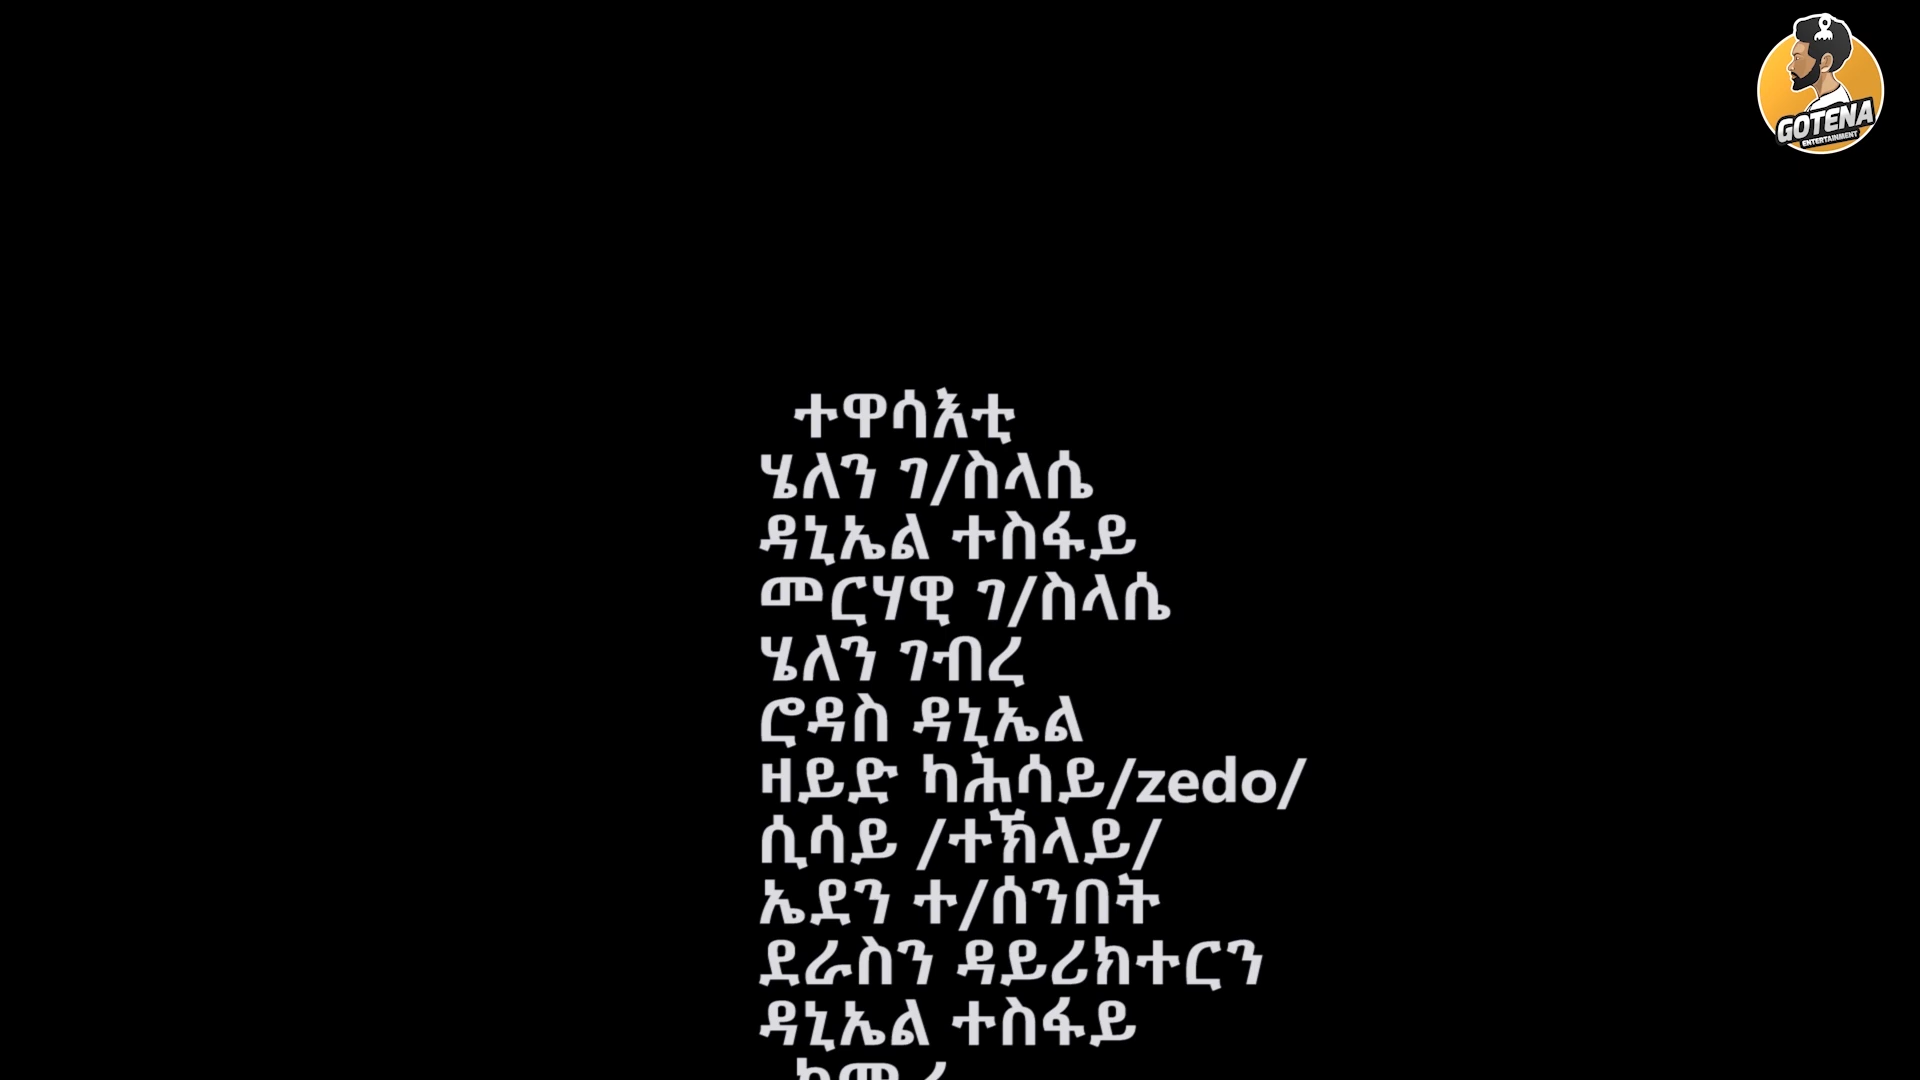 GOTENA
ENTERTAINMENT
ተዋሳእቲ
ሄለን ገ/ስላሴ
ዳኒኤል ተስፋይ
መርሃዊ ገ/ስላሴ
ሄለን ገብረ
ሮዳስ ዳኒኤል
ዛይድ ካሕሳይ/zedo/
ሲሳይ /ተኽላይ/
ኤደን ተ/ሰንበት
ደራስን ዳይሪክተርን
ዳኒኤል ተስፋይ